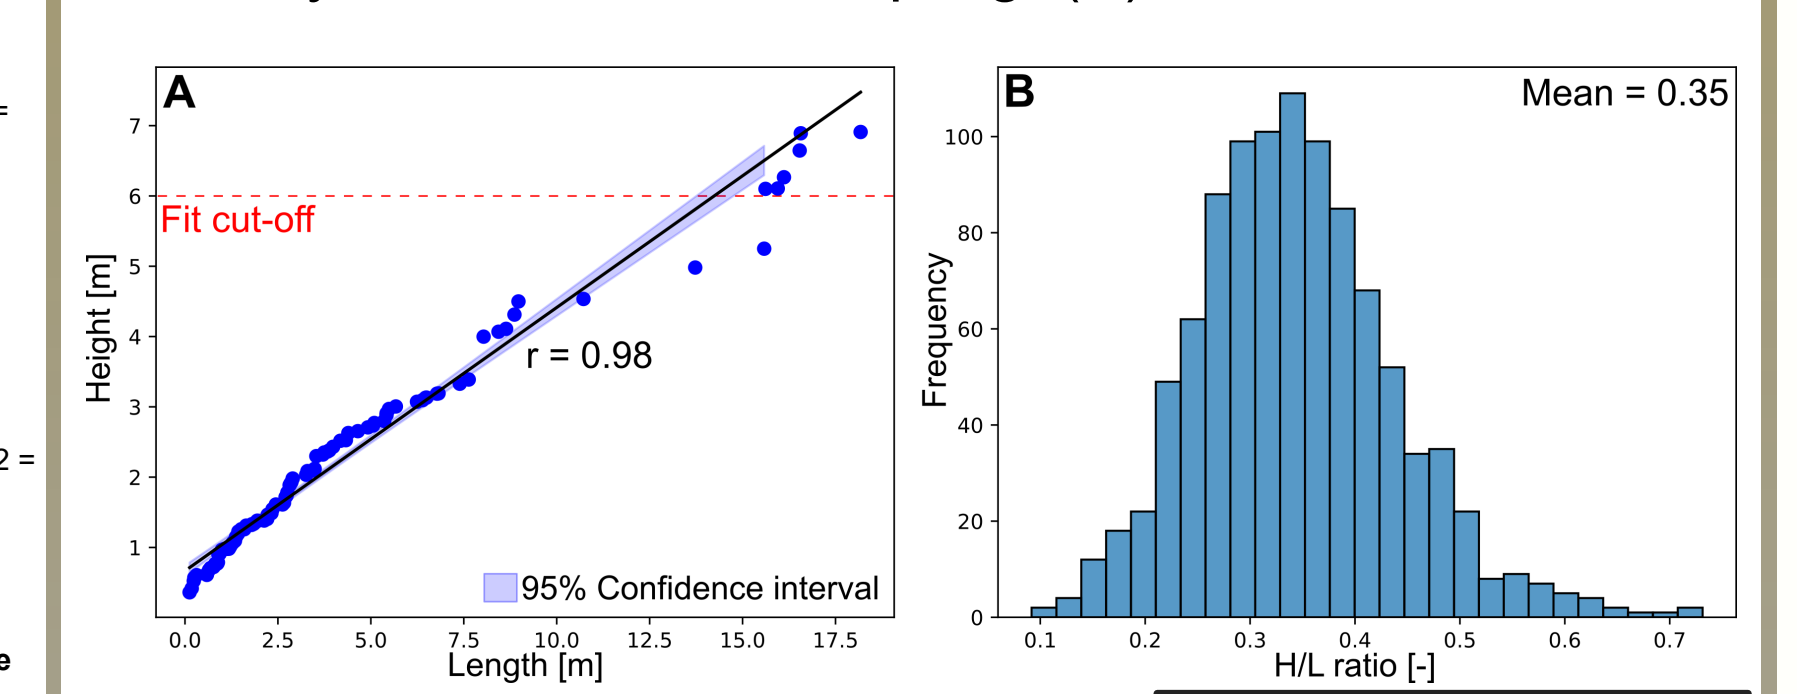 =
2 =
e
A
7
6
5
4
3
2
1
Height [m]
Fit cut-off
r = 0.98
95% Confidence interval
0.0 2.5 5.0 7.5 10.0 12.5 15.0 17.5
Length [m]
B
Mean = 0.35
100
80
60
40
20
0
Frequency
0.1 0.2 0.3 0.4 0.5 0.6 0.7
H/L ratio [-]